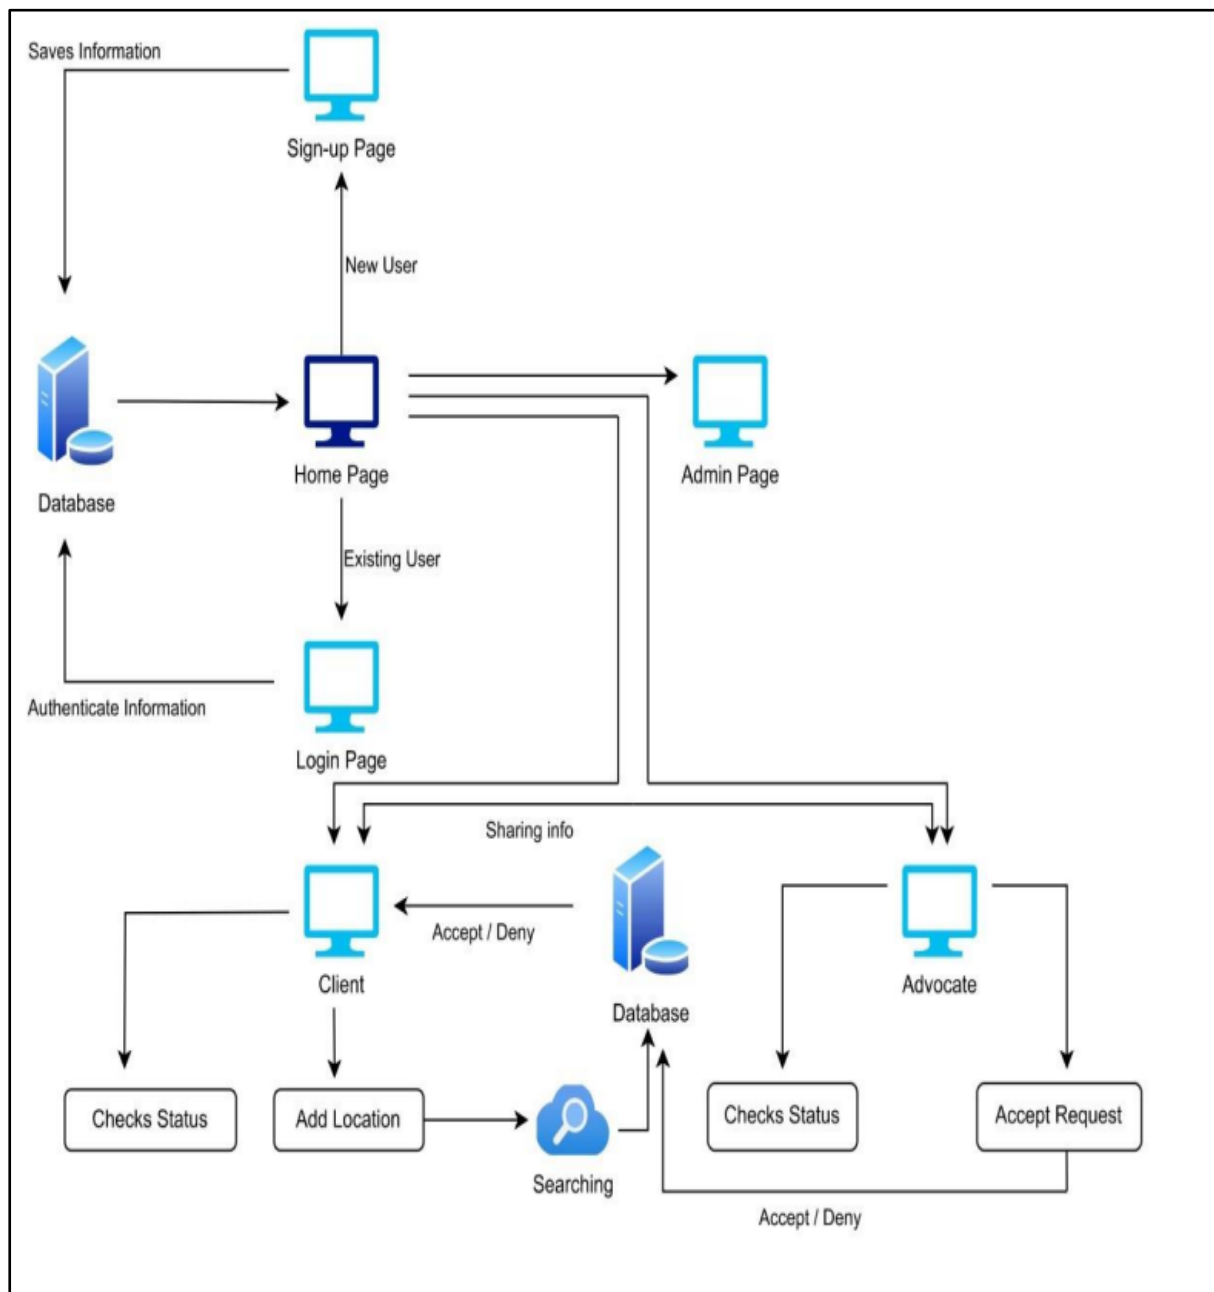 Saves Information
Sign-up Page
New User
Home Page
Admin Page
Database
Existing User
Authenticate Information
Login Page
Sharing info
Accept / Deny
Client
Advocate
Database
Checks Status
Add Location
Checks Status
Accept Request
Searching
Accept / Deny